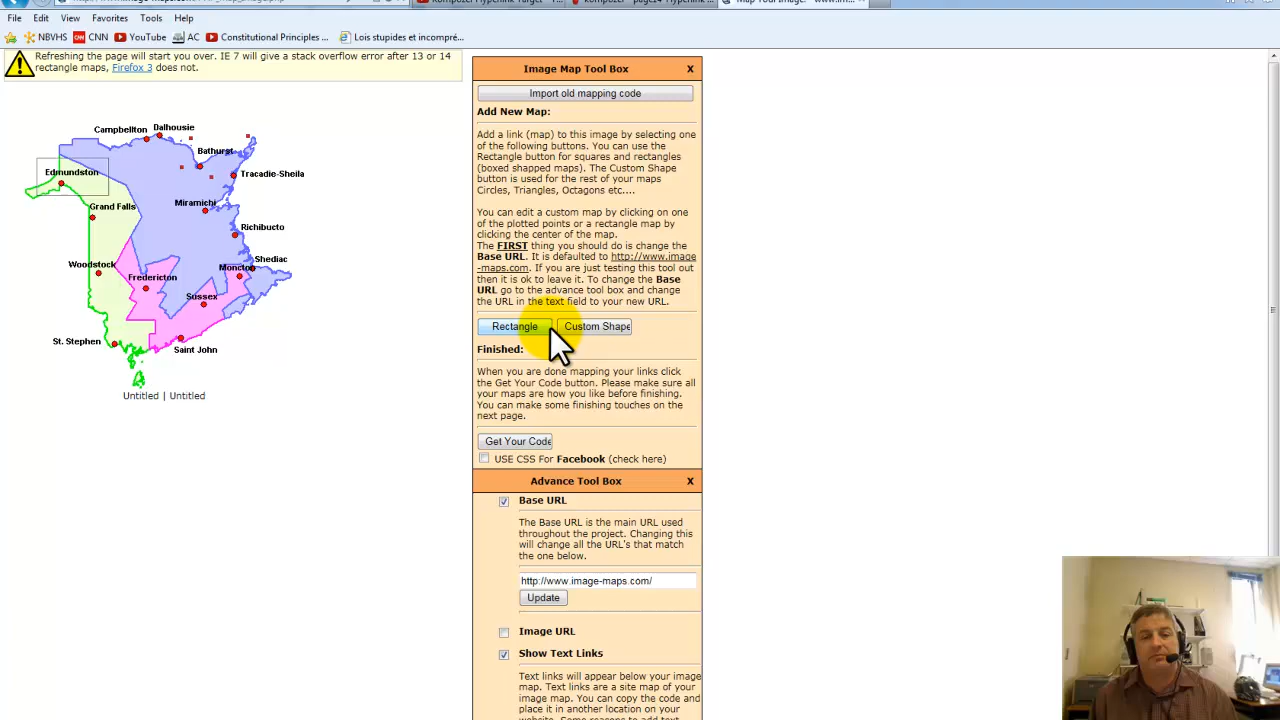 File Edit View Favorites Tools Help
NBVHS CNN YouTube AC Constitutional Principles ... Lois stupides et incompré...
Refreshing the page will start you over. IE 7 will give a stack overflow error after 13 or 14
rectangle maps, Firefox 3 does not.
Campbellton Dalhousie
Bathurst
Edmundston
Tracadie-Sheila
Miramichi
Grand Falls
Richibucto
Woodstock
Shediac
Moncton
Fredericton
Sussex
St. Stephen
Saint John
Untitled | Untitled
Image Map Tool Box X
Import old mapping code
Add New Map:
Add a link (map) to this image by selecting one
of the following buttons. You can use the
Rectangle button for squares and rectangles
(boxed shapped maps). The Custom Shape
button is used for the rest of your maps
Circles, Triangles, Octagons etc....
You can edit a custom map by clicking on one
of the plotted points or a rectangle map by
clicking the center of the map.
The FIRST thing you should do is change the
Base URL. It is defaulted to http://www.image
-maps.com. If you are just testing this tool out
then it is ok to leave it. To change the Base
URL go to the advance tool box and change
the URL in the text field to your new URL.
Rectangle Custom Shape
Finished:
When you are done mapping your links click
the Get Your Code button. Please make sure all
your maps are how you like before finishing.
You can make some finishing touches on the
next page.
Get Your Code
USE CSS For Facebook (check here)
Advance Tool Box X
Base URL
The Base URL is the main URL used
throughout the project. Changing this
will change all the URL's that match
the one below.
http://www.image-maps.com/
Update
Image URL
Show Text Links
Text links will appear below your image
map. Text links are a site map of your
image map. You can copy the code and
place it in another location on your